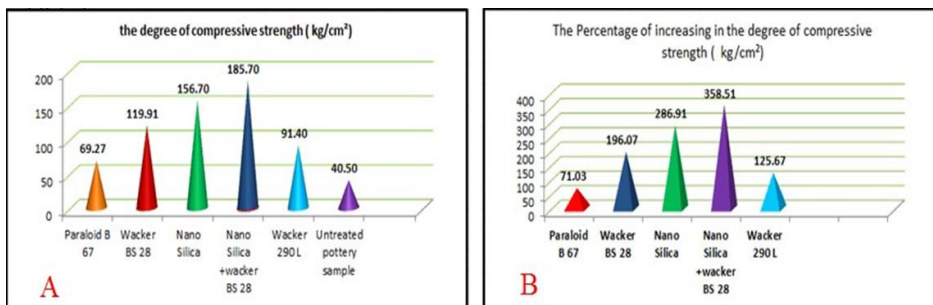 the degree of compressive strength ( kg/cm²)
200
150
100
50
0
69.27
119.91
156.70
185.70
91.40
40.50
Paraloid B
67
Wacker
BS 28
Nano
Silica
Nano
Silica
+wacker
BS 28
Wacker
290 L
Untreated
pottery
sample
A
The Percentage of increasing in the degree of compressive
strength ( kg/cm²)
400
350
300
250
200
150
100
50
0
71.03
196.07
286.91
358.51
125.67
Paraloid
B 67
Wacker
BS 28
Nano
Silica
Nano
Silica
+wacker
BS 28
Wacker
290 L
B